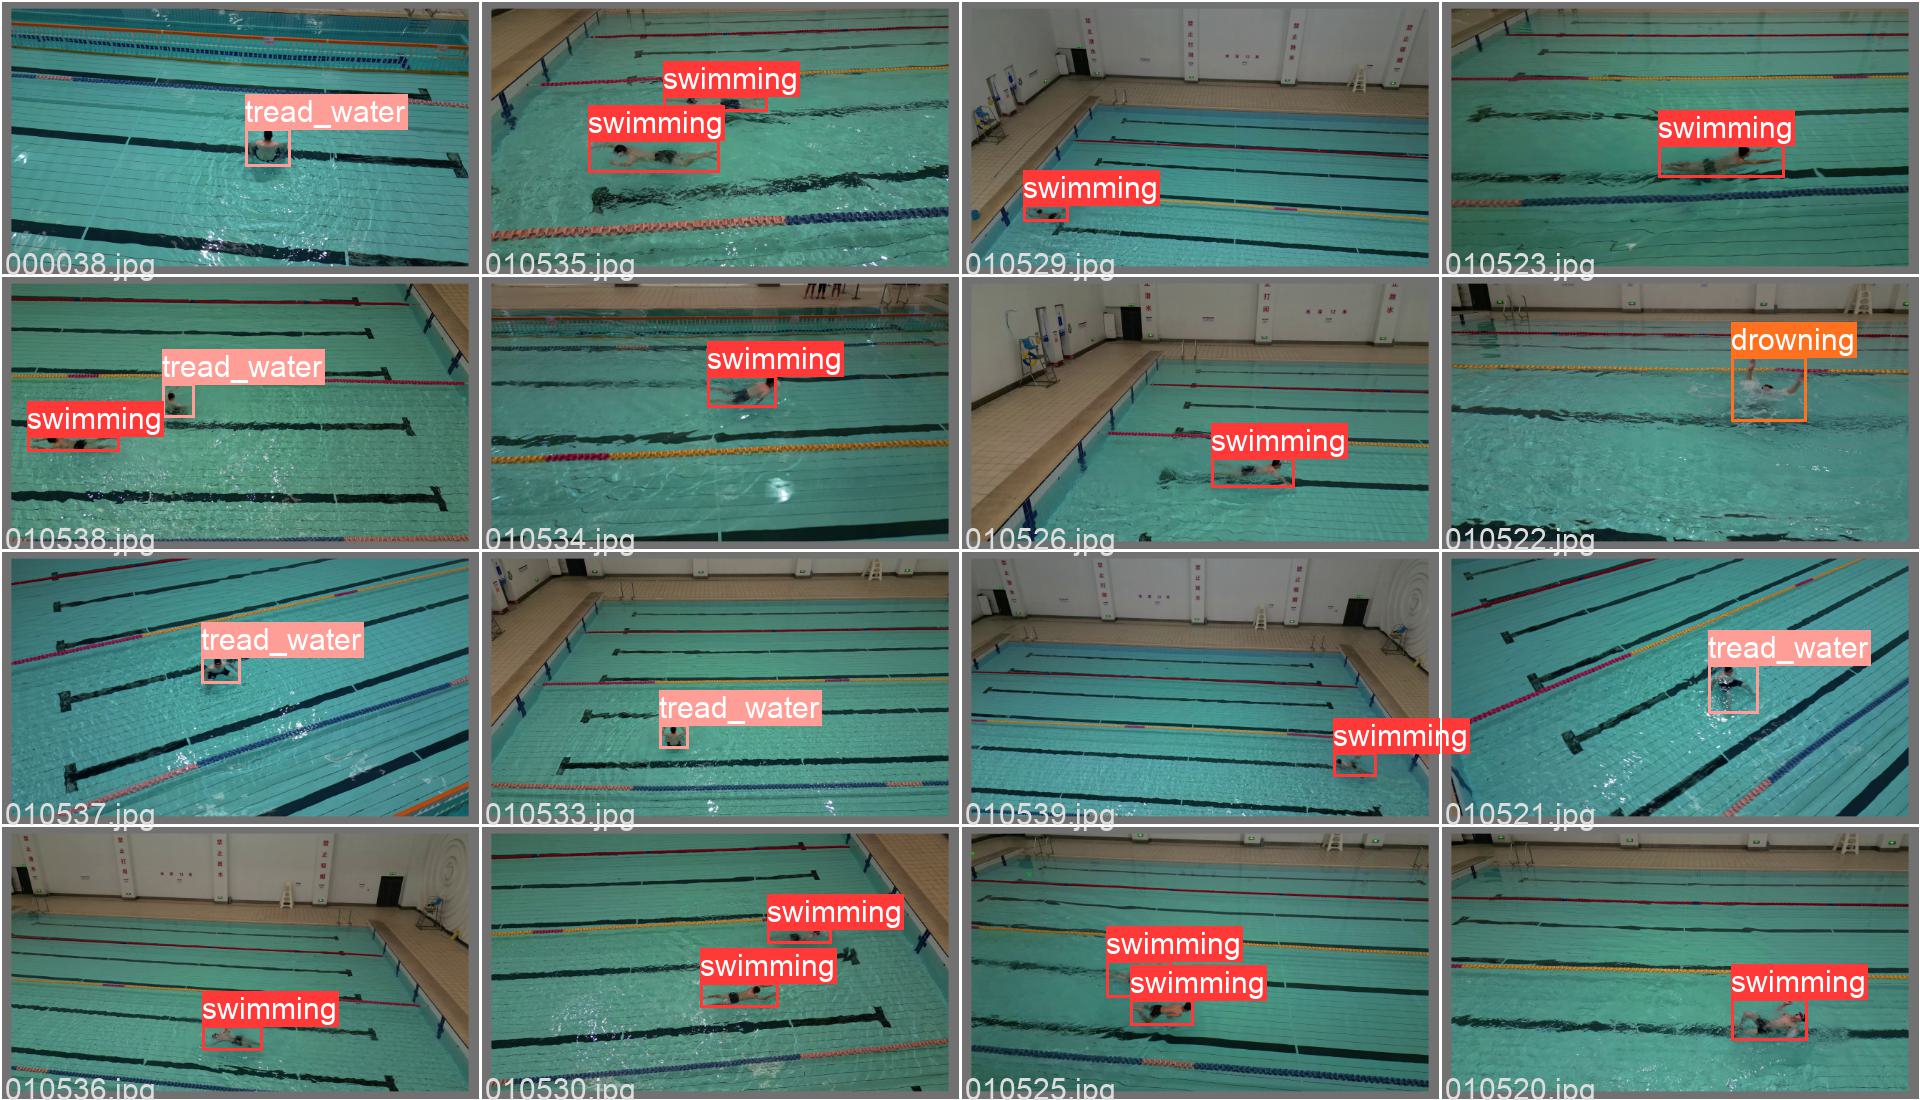 tread_water
000038.jpg
swimming
swimming
010535.jpg
swimming
010529.jpg
swimming
010523.jpg
tread_water
swimming
010538.jpg
swimming
010534.jpg
swimming
010526.jpg
drowning
010522.jpg
tread_water
010537.jpg
tread_water
010533.jpg
swimming
010539.jpg
tread_water
010521.jpg
swimming
010536.jpg
swimming
swimming
010530.jpg
swimming
swimming
010525.jpg
swimming
010520.jpg